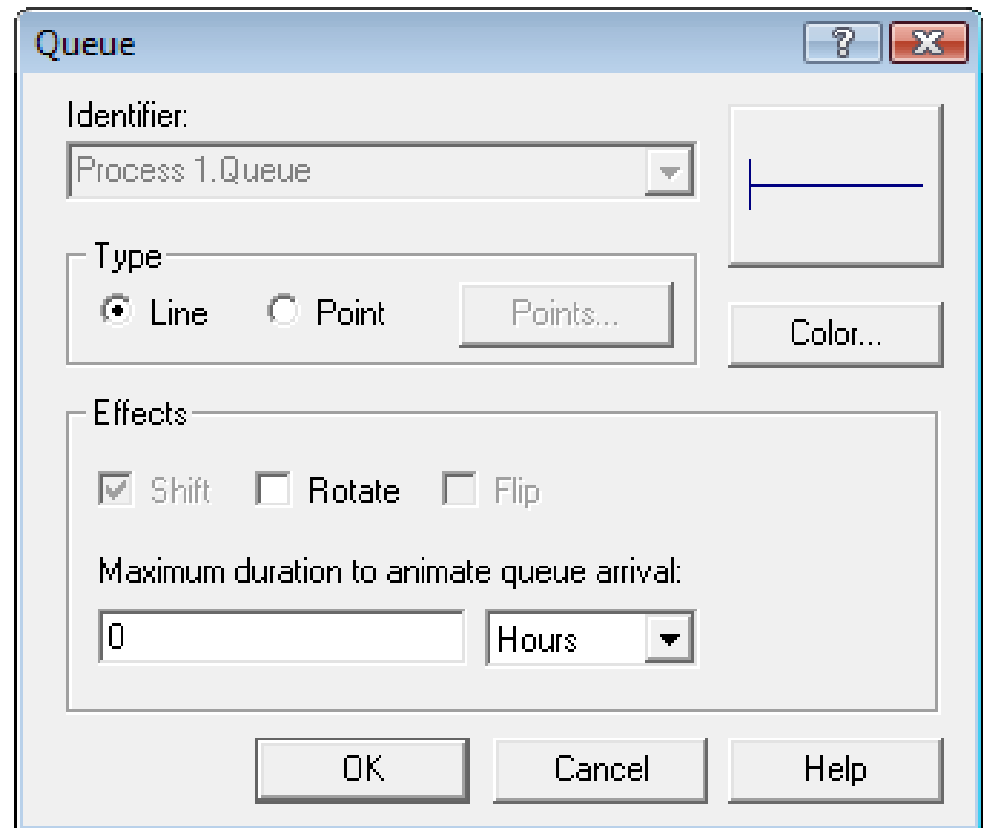 Queue
Identifier:
Process 1.Queue
Type
Line Point Points...
Color...
Effects
Shift Rotate Flip
Maximum duration to animate queue arrival:
0 Hours
OK Cancel Help